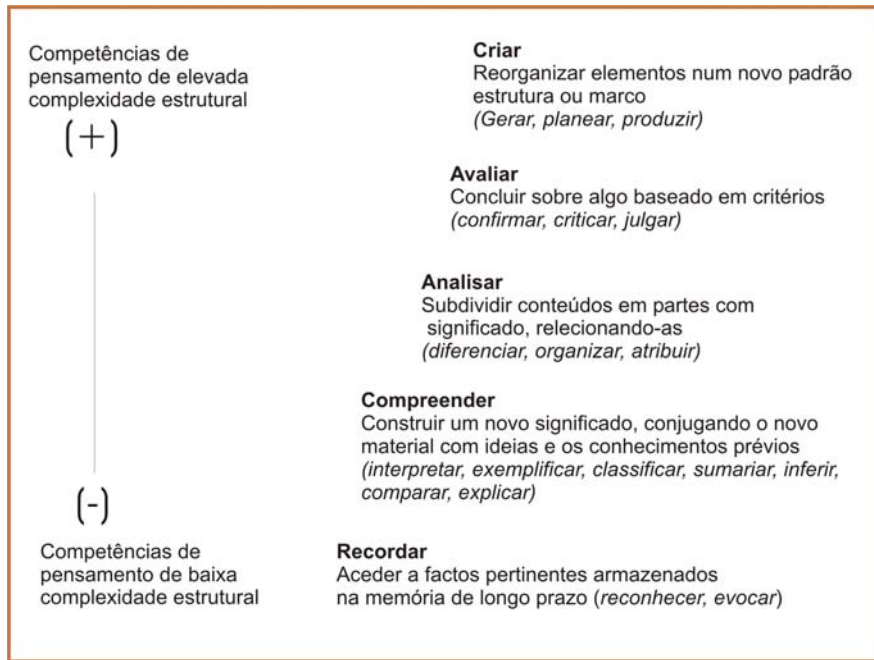 Competências de
pensamento de elevada
complexidade estrutural
(+)
Criar
Reorganizar elementos num novo padrão
estrutura ou marco
(Gerar, planear, produzir)
Avaliar
Concluir sobre algo baseado em critérios
(confirmar, criticar, julgar)
Analisar
Subdividir conteúdos em partes com
significado, relecionando-as
(diferenciar, organizar, atribuir)
Compreender
Construir um novo significado, conjugando o novo
material com ideias e os conhecimentos prévios
(interpretar, exemplificar, classificar, sumariar, inferir,
comparar, explicar)
(-)
Competências de
pensamento de baixa
complexidade estrutural
Recordar
Aceder a factos pertinentes armazenados
na memória de longo prazo (reconhecer, evocar)